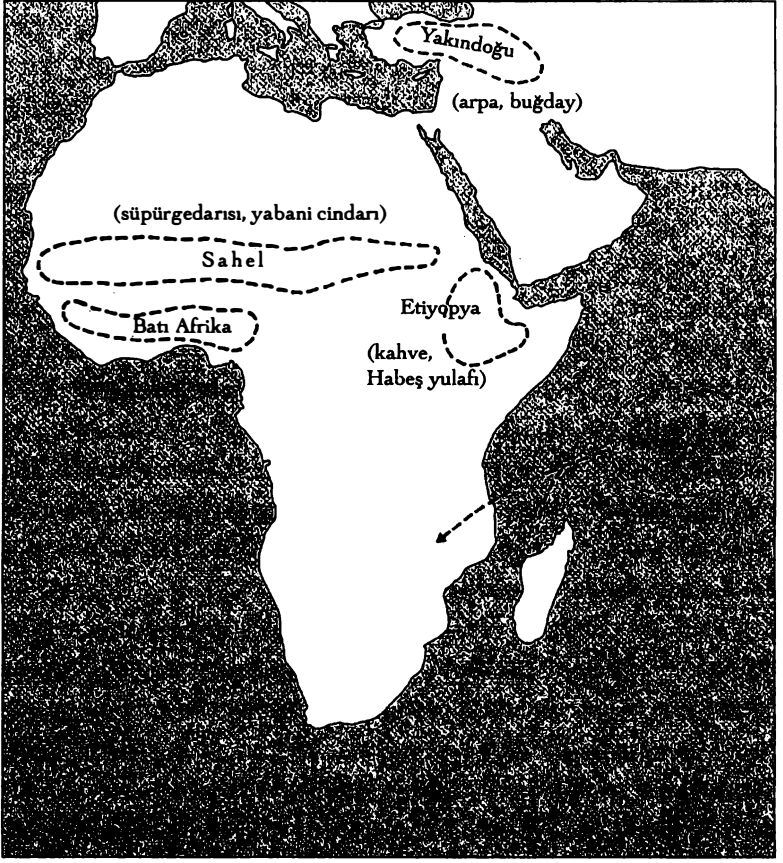 Yakındoğu
(arpa, buğday)
(süpürgedarısı, yabani cindarı)
Sahel
Etiyopya
Batı Afrika
(kahve,
Habeş yulafı)